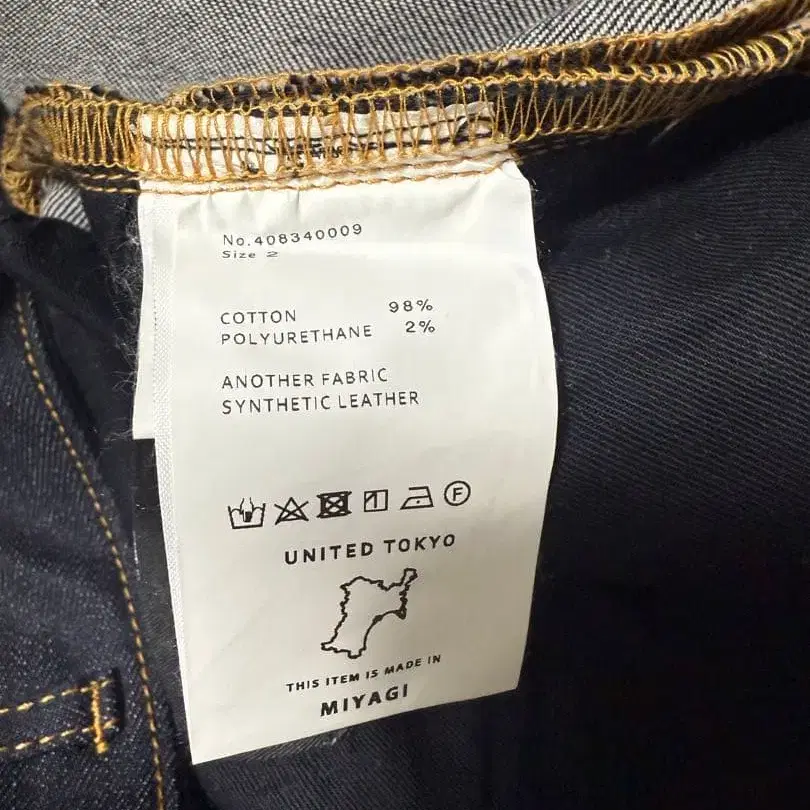 No.408340009
Size 2
COTTON 98%
POLYURETHANE 2%
ANOTHER FABRIC
SYNTHETIC LEATHER
F
UNITED TOKYO
THIS ITEM IS MADE IN
MIYAGI